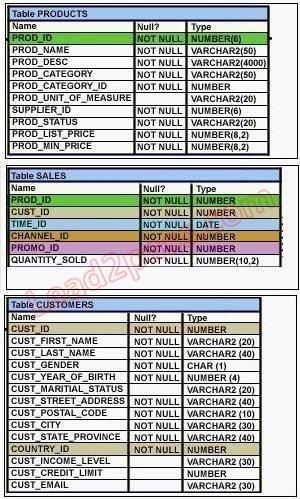 Table PRODUCTS
Name Null? Type
PROD_ID NOT NULL NUMBER(6)
PROD_NAME NOT NULL VARCHAR2(50)
PROD_DESC NOT NULL VARCHAR2(4000)
PROD_CATEGORY NOT NULL VARCHAR2(50)
PROD_CATEGORY_ID NOT NULL NUMBER
PROD_UNIT_OF_MEASURE VARCHAR2(20)
SUPPLIER_ID NOT NULL NUMBER(6)
PROD_STATUS NOT NULL VARCHAR2(20)
PROD_LIST_PRICE NOT NULL NUMBER(8,2)
PROD_MIN_PRICE NOT NULL NUMBER(8,2)
Table SALES
Name Null? Type
PROD_ID NOT NULL NUMBER
CUST_ID NOT NULL NUMBER
TIME_ID NOT NULL DATE
CHANNEL_ID NOT NULL NUMBER
PROMO_ID NOT NULL NUMBER
QUANTITY_SOLD NOT NULL NUMBER(10,2)
Table CUSTOMERS
Name Null? Type
CUST_ID NOT NULL NUMBER
CUST_FIRST_NAME NOT NULL VARCHAR2 (20)
CUST_LAST_NAME NOT NULL VARCHAR2 (40)
CUST_GENDER NOT NULL CHAR (1)
CUST_YEAR_OF_BIRTH NOT NULL NUMBER (4)
CUST_MARITIAL_STATUS VARCHAR2 (20)
CUST_STREET_ADDRESS NOT NULL VARCHAR2 (40)
CUST_POSTAL_CODE NOT NULL VARCHAR2 (10)
CUST_CITY NOT NULL VARCHAR2 (30)
CUST_STATE_PROVINCE NOT NULL VARCHAR2 (40)
COUNTRY_ID NOT NULL NUMBER
CUST_INCOME_LEVEL VARCHAR2 (30)
CUST_CREDIT_LIMIT NUMBER
CUST_EMAIL VARCHAR2 (30)